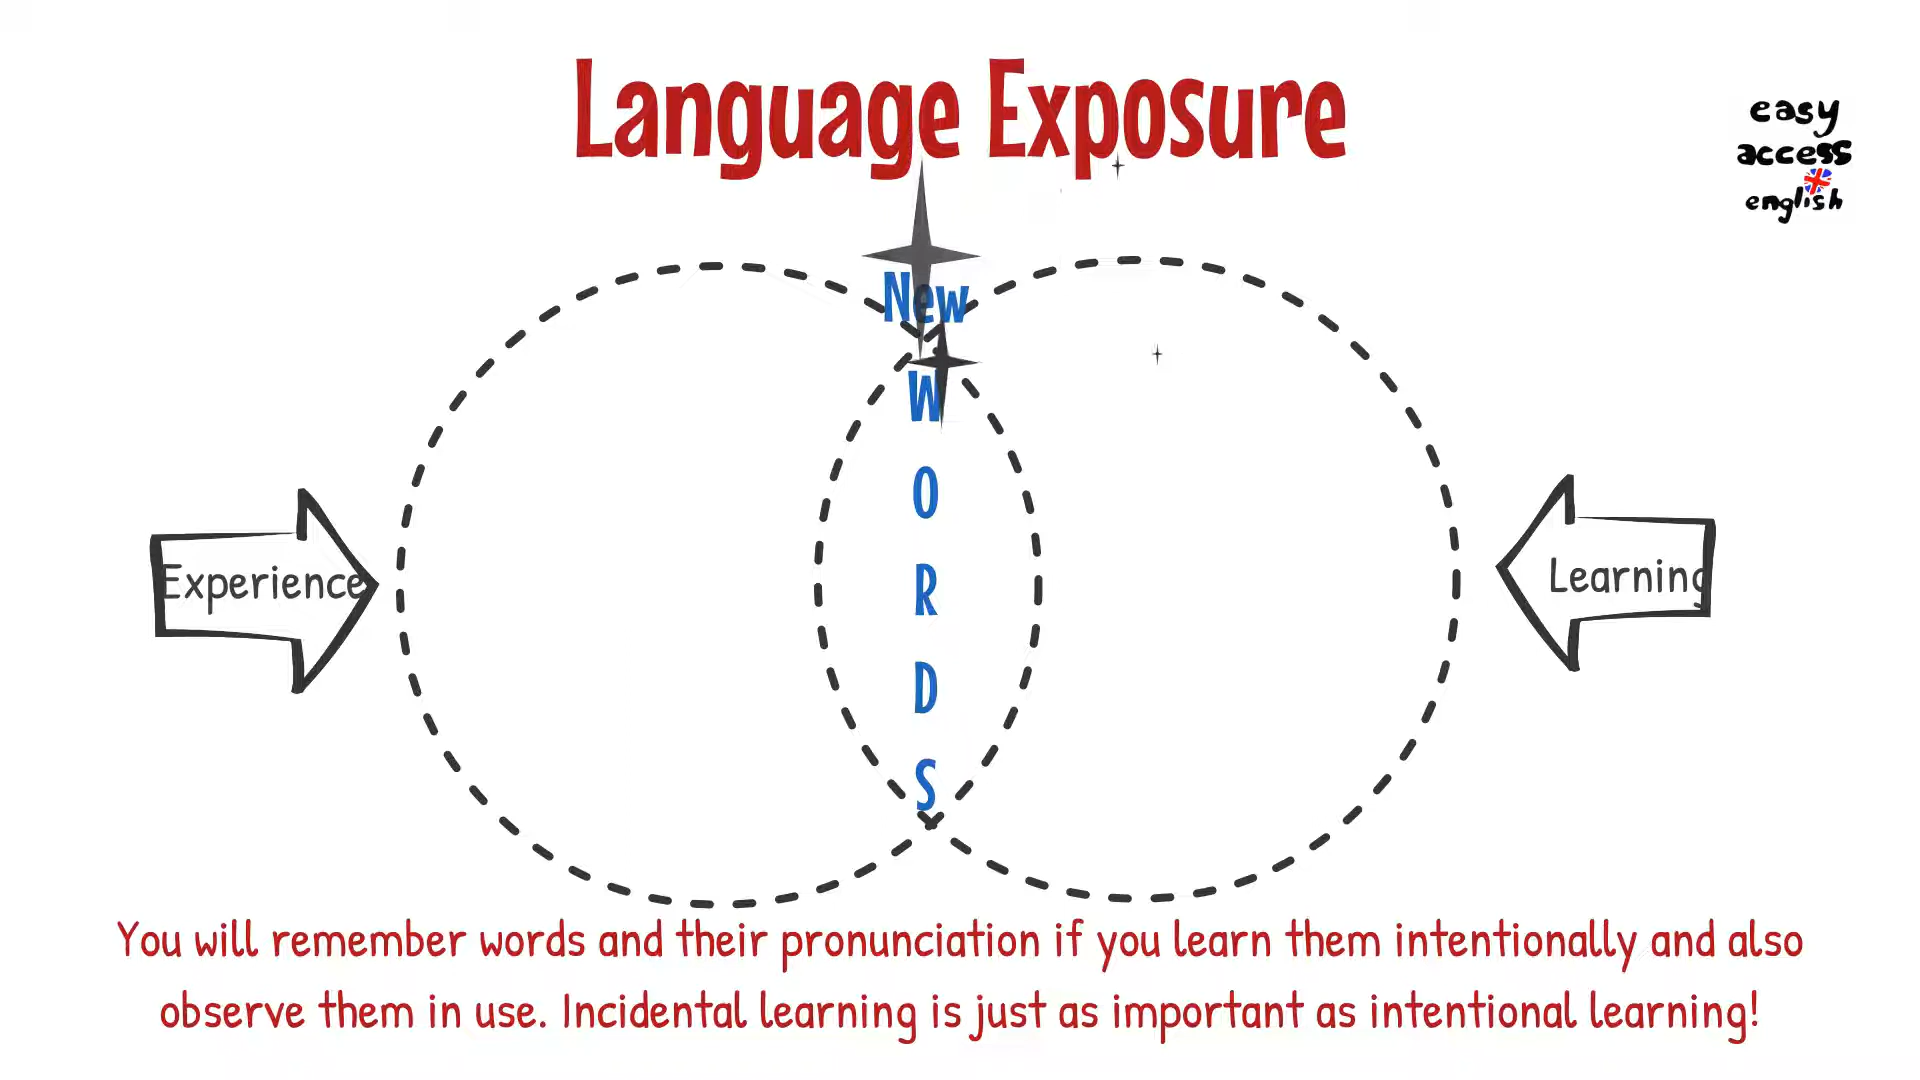 Language Exposure
easy
access
english
New
W
O
R
D
S
Experience
Learning
You will remember words and their pronunciation if you learn them intentionally and also
observe them in use. Incidental learning is just as important as intentional learning!